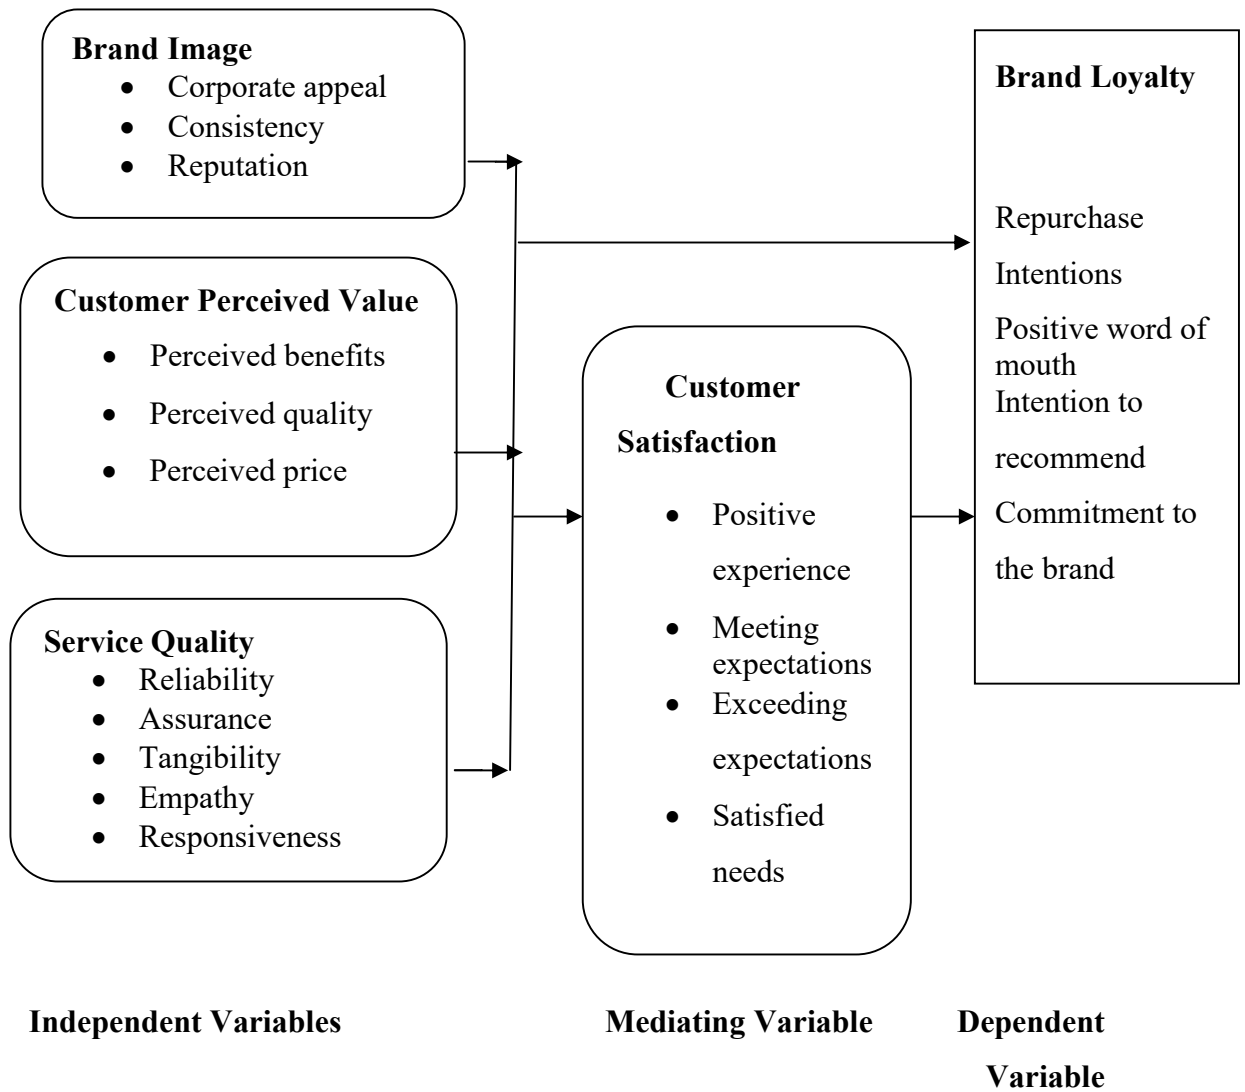 Brand Image
• Corporate appeal
• Consistency
• Reputation
Customer Perceived Value
• Perceived benefits
• Perceived quality
• Perceived price
Service Quality
• Reliability
• Assurance
• Tangibility
• Empathy
• Responsiveness
Customer
Satisfaction
• Positive
experience
• Meeting
expectations
• Exceeding
expectations
• Satisfied
needs
Brand Loyalty
Repurchase
Intentions
Positive word of
mouth
Intention to
recommend
Commitment to
the brand
Independent Variables
Mediating Variable
Dependent
Variable